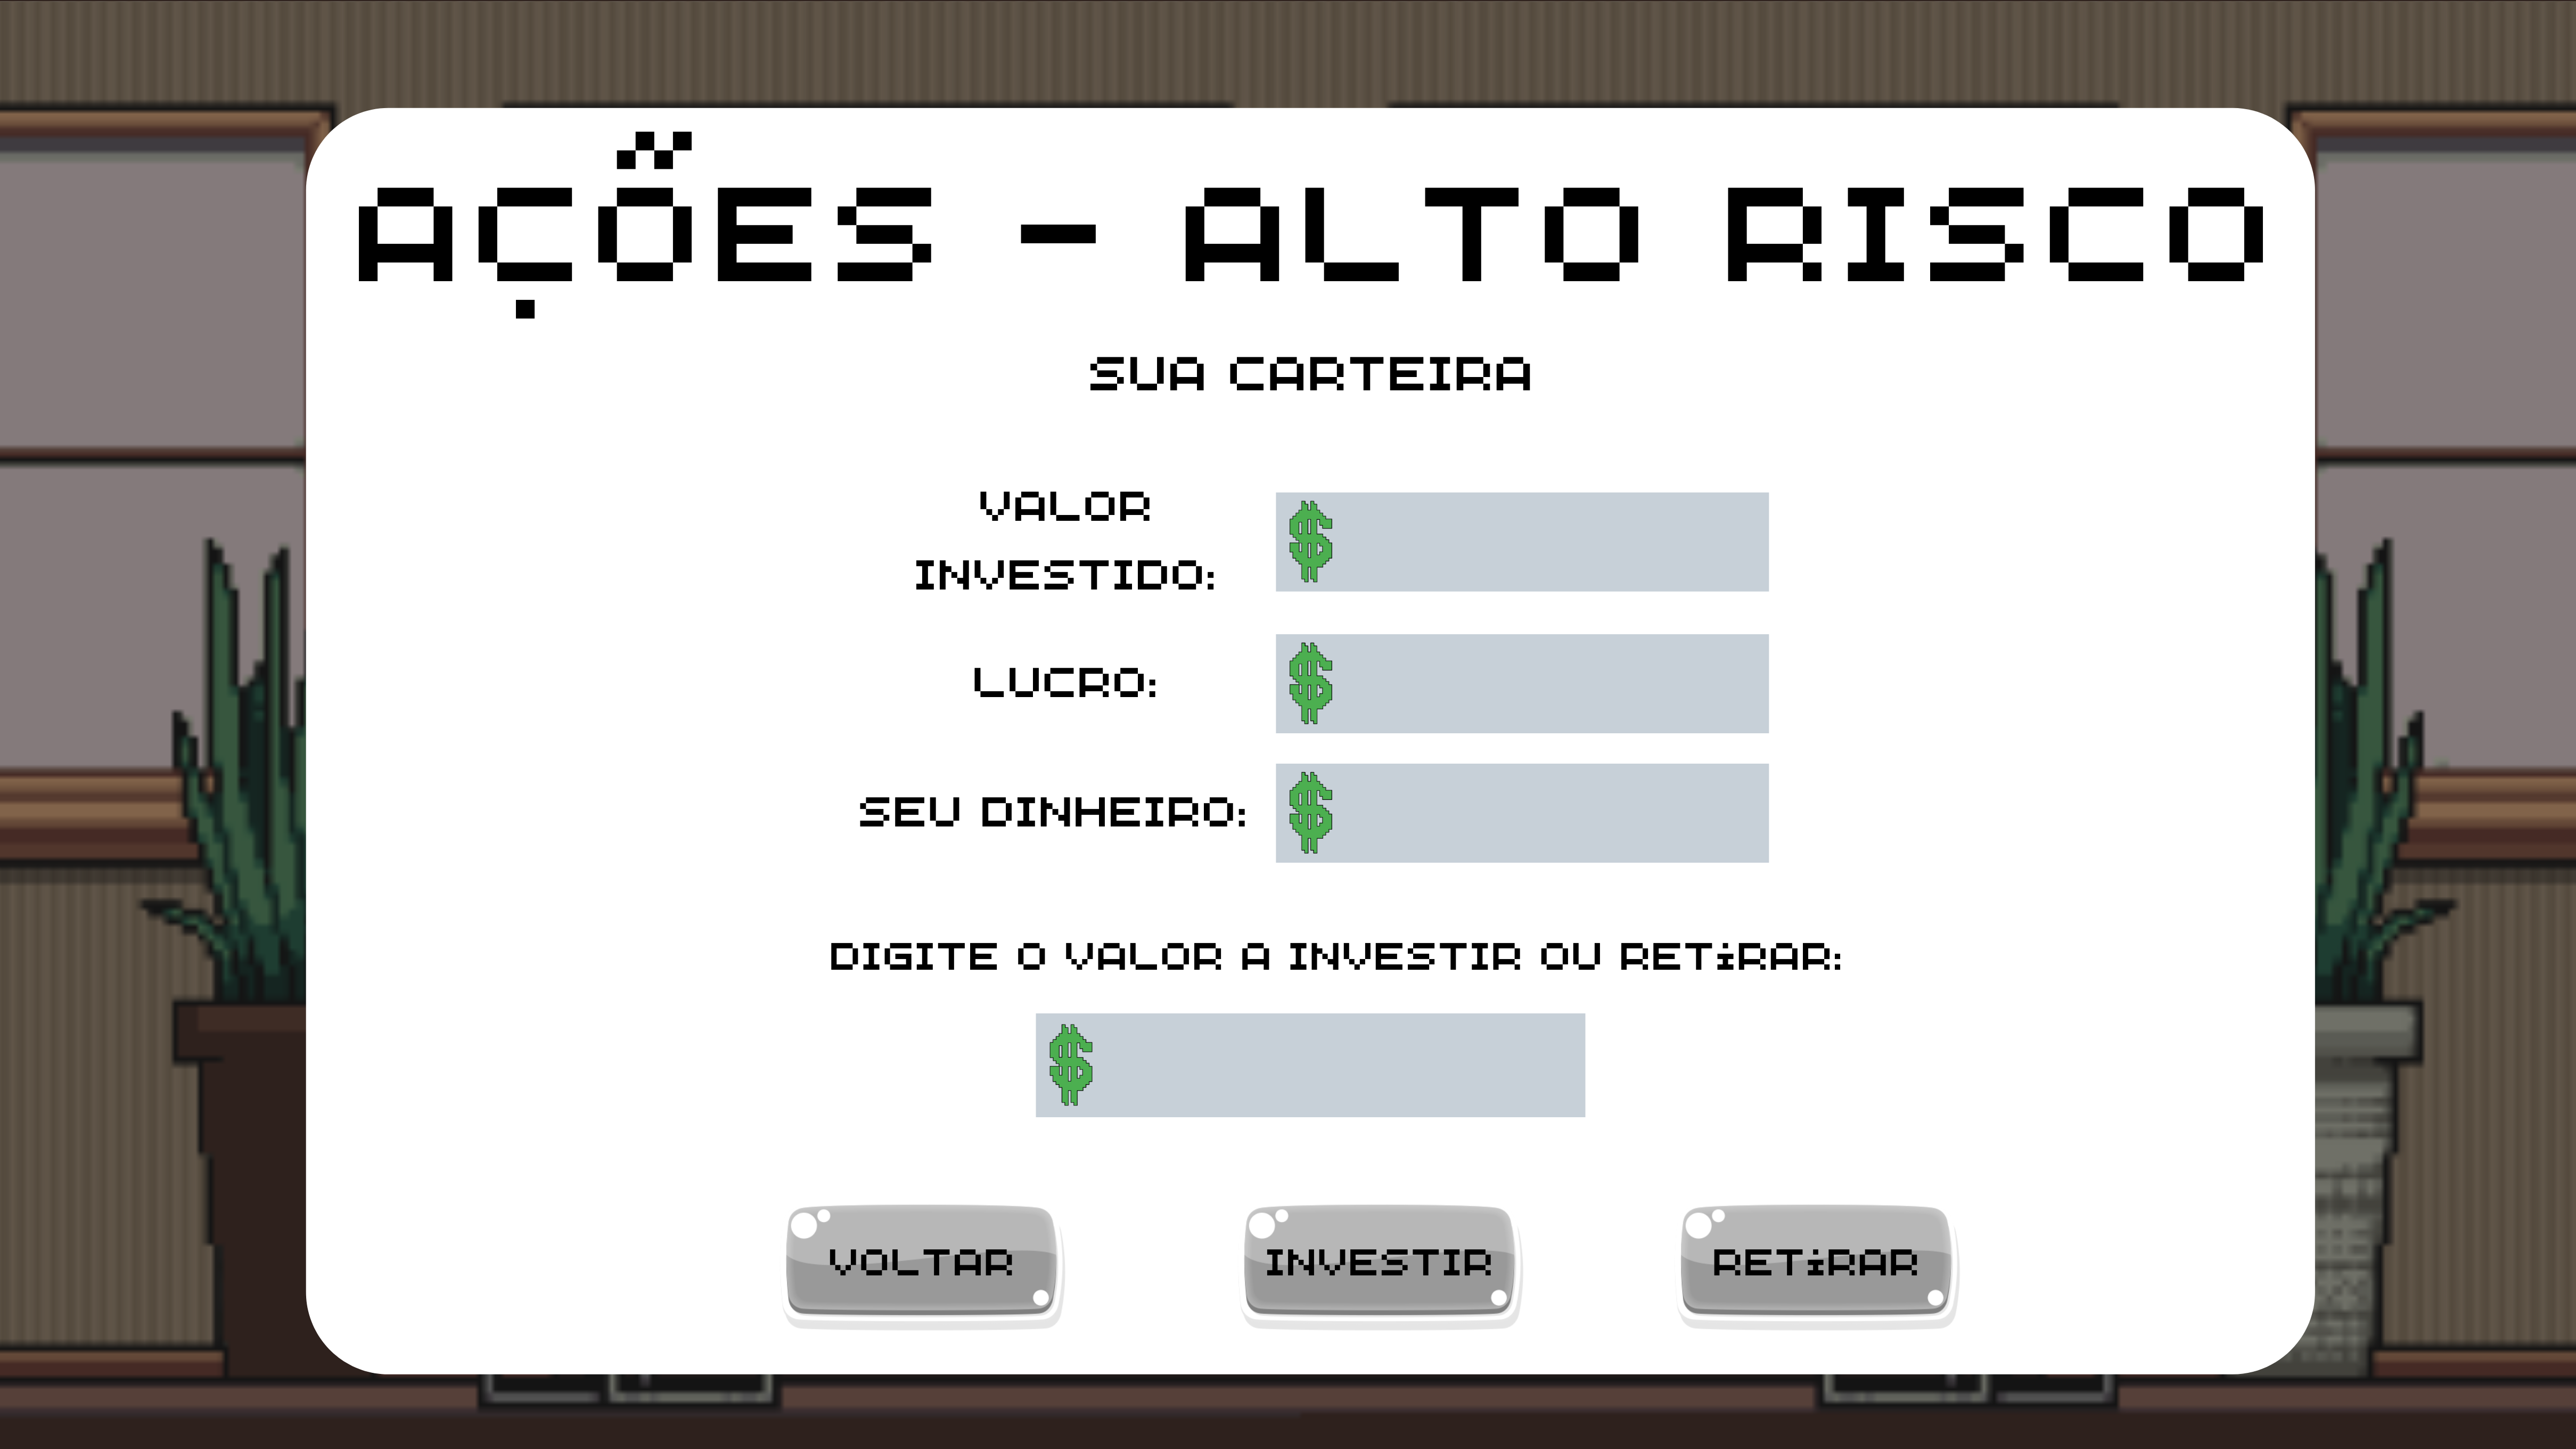 AÇÕES - ALTO RISCO
SUA CARTEIRA
VALOR
INVESTIDO:
$
LUCRO:
$
SEU DINHEIRO:
$
DIGITE O VALOR A INVESTIR OU RETiRAR:
$
VOLTAR
INVESTIR
RETiRAR